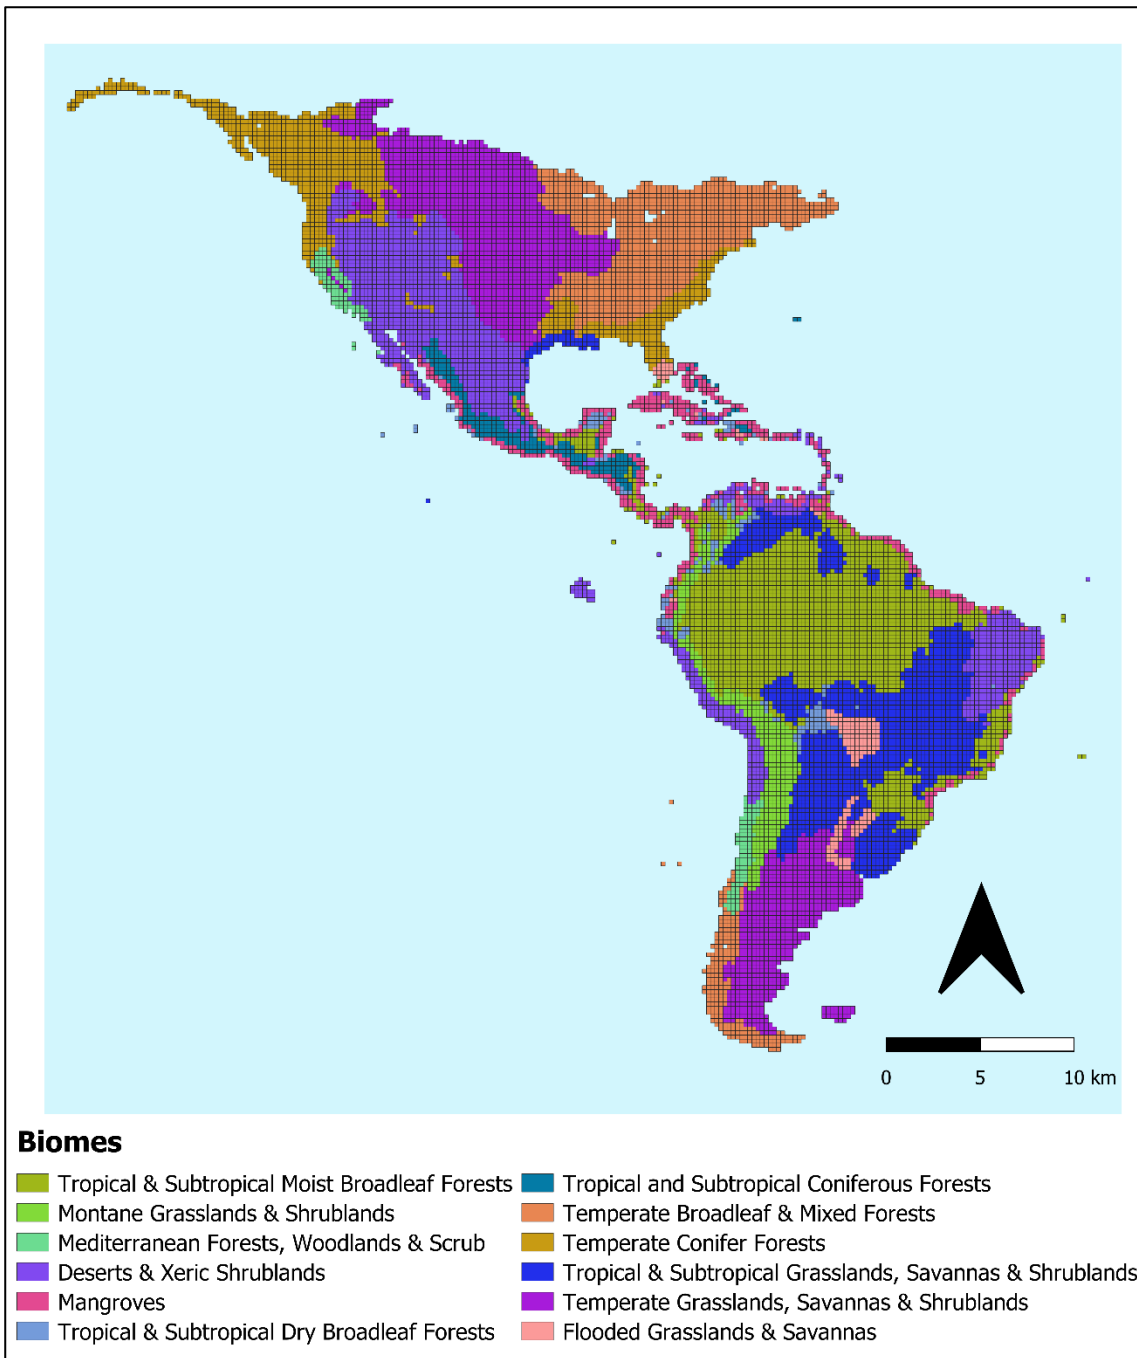 0 5 10 km
Biomes
Tropical & Subtropical Moist Broadleaf Forests
Montane Grasslands & Shrublands
Mediterranean Forests, Woodlands & Scrub
Deserts & Xeric Shrublands
Mangroves
Tropical & Subtropical Dry Broadleaf Forests
Tropical and Subtropical Coniferous Forests
Temperate Broadleaf & Mixed Forests
Temperate Conifer Forests
Tropical & Subtropical Grasslands, Savannas & Shrublands
Temperate Grasslands, Savannas & Shrublands
Flooded Grasslands & Savannas